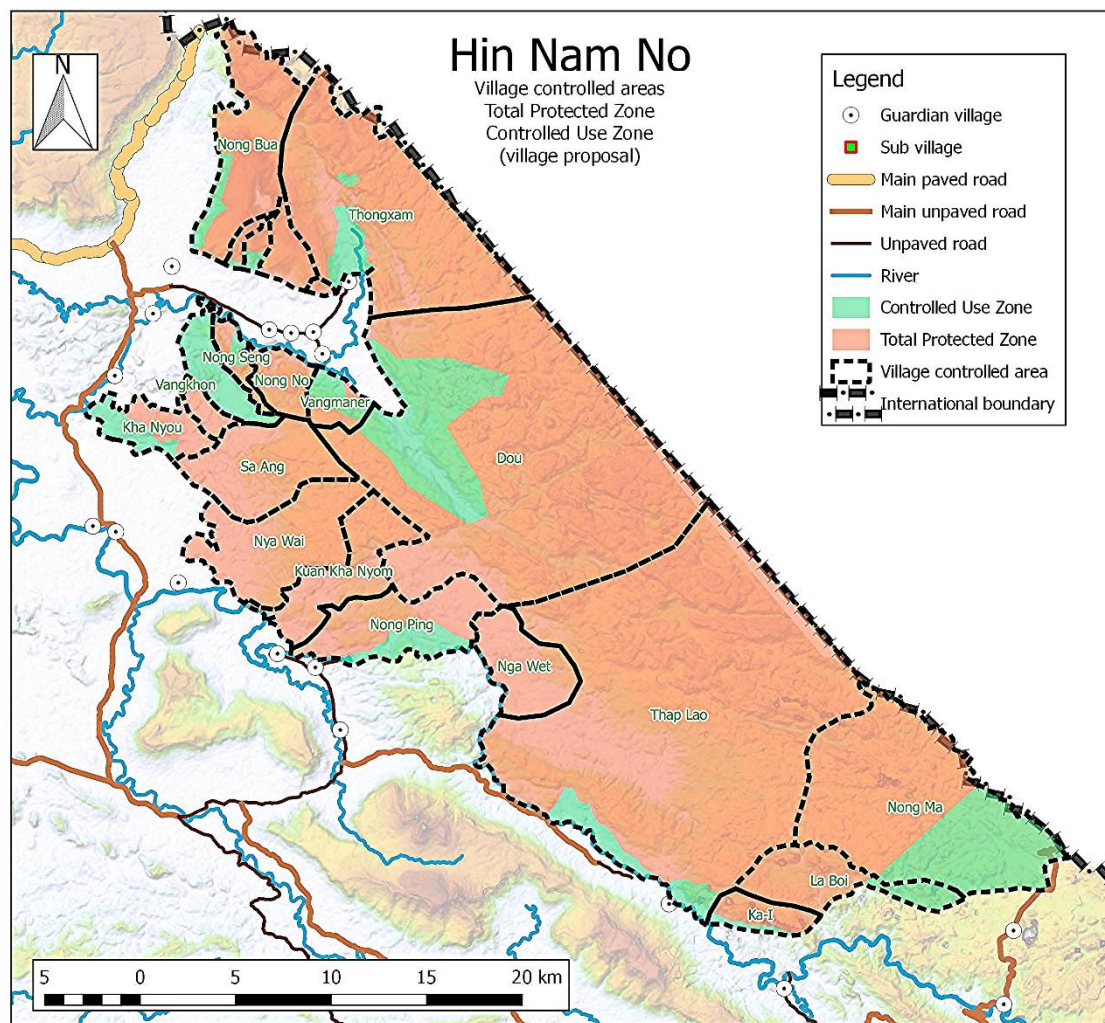 Hin Nam No
Village controlled areas
Total Protected Zone
Controlled Use Zone
(village proposal)
N
Legend
Guardian village
Sub village
Main paved road
Main unpaved road
Unpaved road
River
Controlled Use Zone
Total Protected Zone
Village controlled area
International boundary
Nong Bua
Thongxam
Nong Seng
Nong No
Vangkhon
Vangmaner
Kha Nyou
Sa Ang
Dou
Nya Wai
Kuan Kha Nyom
Nong Ping
Nga Wet
Thap Lao
Nong Ma
La Boi
Ka-I
5 0 5 10 15 20 km